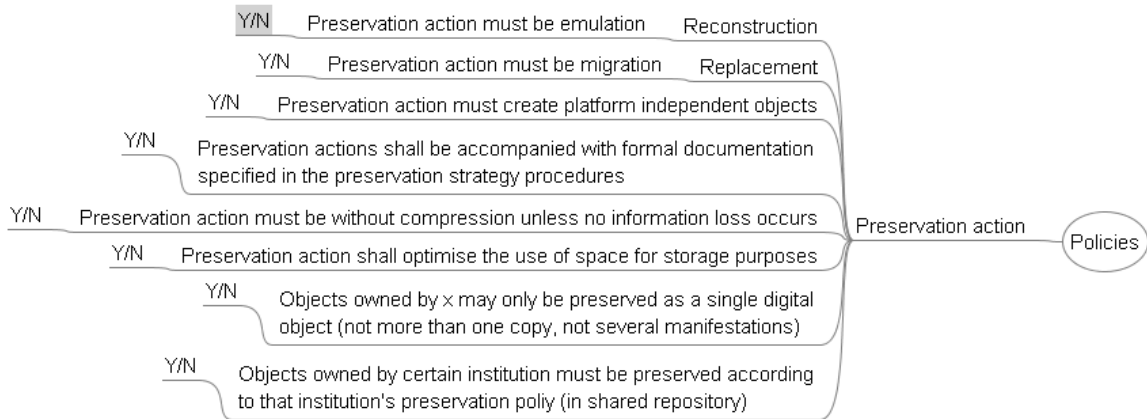 Y/N Preservation action must be emulation Reconstruction
Y/N Preservation action must be migration Replacement
Y/N Preservation action must create platform independent objects
Y/N Preservation actions shall be accompanied with formal documentation
specified in the preservation strategy procedures
Y/N Preservation action must be without compression unless no information loss occurs
Preservation action
Policies
Y/N Preservation action shall optimise the use of space for storage purposes
Y/N Objects owned by x may only be preserved as a single digital
object (not more than one copy, not several manifestations)
Y/N Objects owned by certain institution must be preserved according
to that institution's preservation poliy (in shared repository)